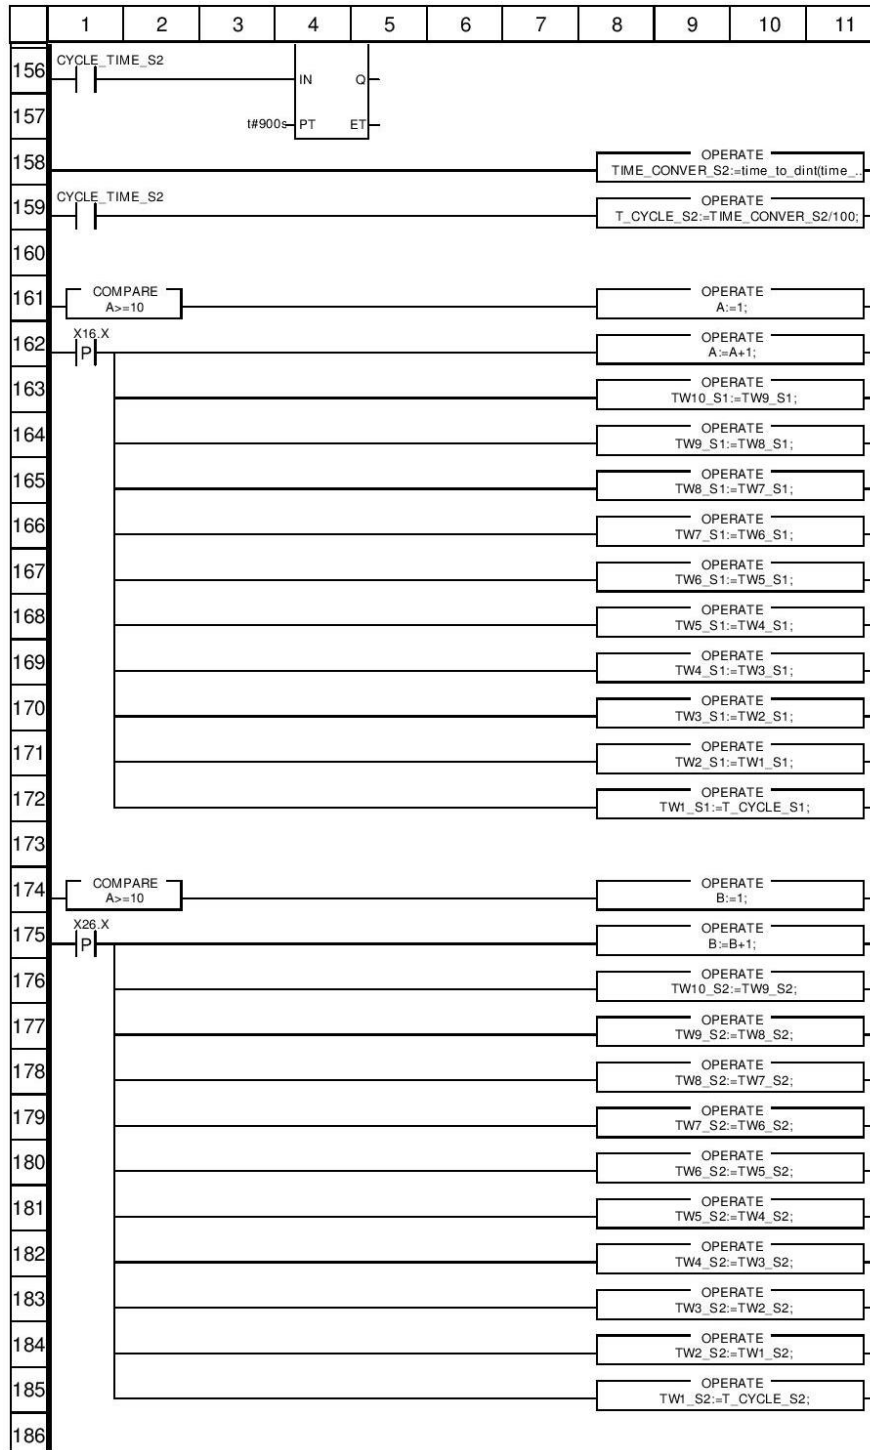 1 2 3 4 5 6 7 8 9 10 11
156 CYCLE_TIME_S2
IN Q
157 t#900s PT ET
158 OPERATE
TIME_CONVER_S2:=time_to_dint(time_..
159 CYCLE_TIME_S2 OPERATE
T_CYCLE_S2:=TIME_CONVER_S2/100;
160
161 COMPARE OPERATE
A>=10 A:=1;
162 X16.X OPERATE
P A:=A+1;
163 OPERATE
TW10_S1:=TW9_S1;
164 OPERATE
TW9_S1:=TW8_S1;
165 OPERATE
TW8_S1:=TW7_S1;
166 OPERATE
TW7_S1:=TW6_S1;
167 OPERATE
TW6_S1:=TW5_S1;
168 OPERATE
TW5_S1:=TW4_S1;
169 OPERATE
TW4_S1:=TW3_S1;
170 OPERATE
TW3_S1:=TW2_S1;
171 OPERATE
TW2_S1:=TW1_S1;
172 OPERATE
TW1_S1:=T_CYCLE_S1;
173
174 COMPARE OPERATE
A>=10 B:=1;
175 X26.X OPERATE
P B:=B+1;
176 OPERATE
TW10_S2:=TW9_S2;
177 OPERATE
TW9_S2:=TW8_S2;
178 OPERATE
TW8_S2:=TW7_S2;
179 OPERATE
TW7_S2:=TW6_S2;
180 OPERATE
TW6_S2:=TW5_S2;
181 OPERATE
TW5_S2:=TW4_S2;
182 OPERATE
TW4_S2:=TW3_S2;
183 OPERATE
TW3_S2:=TW2_S2;
184 OPERATE
TW2_S2:=TW1_S2;
185 OPERATE
TW1_S2:=T_CYCLE_S2;
186